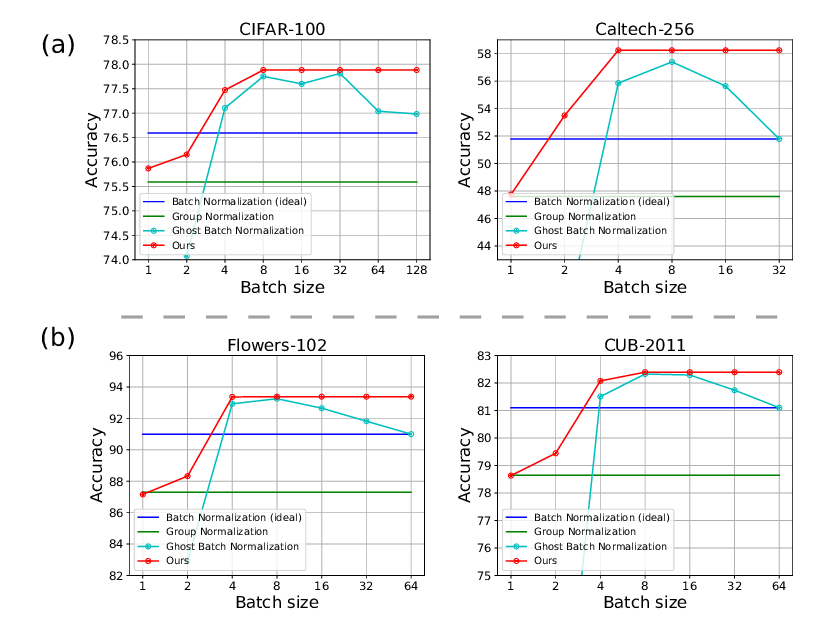 (a)
CIFAR-100
78.5
78.0
77.5
77.0
76.5
76.0
75.5
75.0
74.5
74.0
Accuracy
Batch Normalization (ideal)
Group Normalization
Ghost Batch Normalization
Ours
1 2 4 8 16 32 64 128
Batch size
Caltech-256
58
56
54
52
50
48
46
44
Accuracy
Batch Normalization (ideal)
Group Normalization
Ghost Batch Normalization
Ours
1 2 4 8 16 32
Batch size
(b)
Flowers-102
96
94
92
90
88
86
84
82
Accuracy
Batch Normalization (ideal)
Group Normalization
Ghost Batch Normalization
Ours
1 2 4 8 16 32 64
Batch size
CUB-2011
83
82
81
80
79
78
77
76
75
Accuracy
Batch Normalization (ideal)
Group Normalization
Ghost Batch Normalization
Ours
1 2 4 8 16 32 64
Batch size